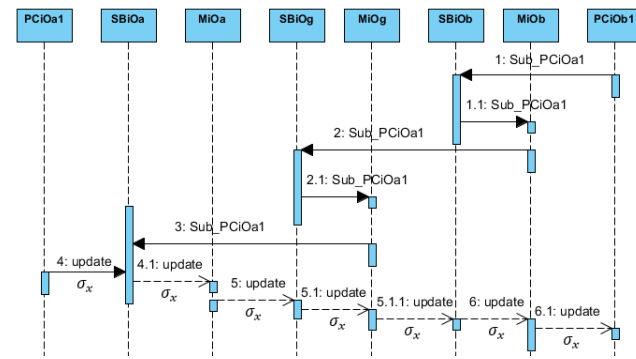 PCiOa1 SBiOa MiOa SBiOg MiOg SBiOb MiOb PCiOb1
1: Sub_PCiOa1
1.1: Sub_PCiOa1
2: Sub_PCiOa1
2.1: Sub_PCiOa1
3: Sub_PCiOa1
4: update
σx
4.1: update
σx
5: update
σx
5.1: update
σx
5.1.1: update
σx
6: update
σx
6.1: update
σx